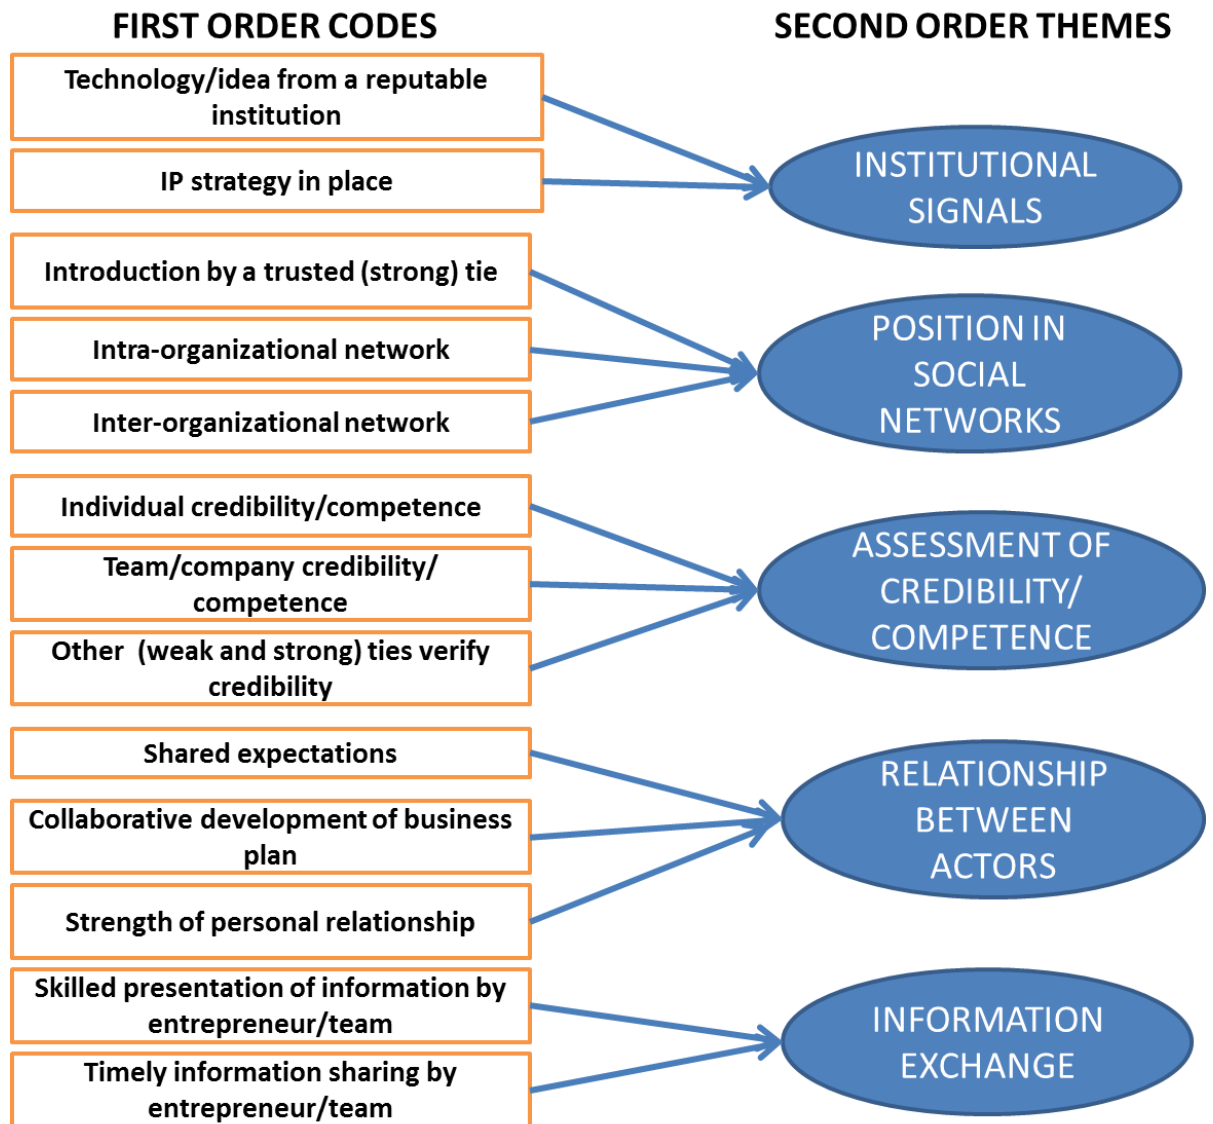 FIRST ORDER CODES
SECOND ORDER THEMES
Technology/idea from a reputable
institution
IP strategy in place
INSTITUTIONAL
SIGNALS
Introduction by a trusted (strong) tie
Intra-organizational network
Inter-organizational network
POSITION IN
SOCIAL
NETWORKS
Individual credibility/competence
Team/company credibility/
competence
Other (weak and strong) ties verify
credibility
ASSESSMENT OF
CREDIBILITY/
COMPETENCE
Shared expectations
Collaborative development of business
plan
Strength of personal relationship
RELATIONSHIP
BETWEEN
ACTORS
Skilled presentation of information by
entrepreneur/team
Timely information sharing by
entrepreneur/team
INFORMATION
EXCHANGE